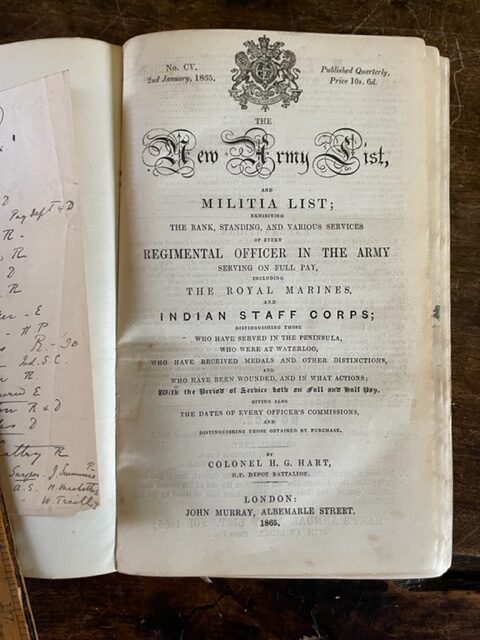 No. CV.
2nd January, 1865.
Published Quarterly.
Price 10s. 6d.
THE
New Army List,
AND
MILITIA LIST;
EXHIBITING
THE RANK, STANDING, AND VARIOUS SERVICES
OF EVERY
REGIMENTAL OFFICER IN THE ARMY
SERVING ON FULL PAY,
INCLUDING
THE ROYAL MARINES,
AND
INDIAN STAFF CORPS;
DISTINGUISHING THOSE
WHO HAVE SERVED IN THE PENINSULA,
WHO WERE AT WATERLOO,
WHO HAVE RECEIVED MEDALS AND OTHER DISTINCTIONS,
AND
WHO HAVE BEEN WOUNDED, AND IN WHAT ACTIONS;
With the Period of Service both on Full and Half Pay,
GIVING ALSO
THE DATES OF EVERY OFFICER'S COMMISSIONS,
AND
DISTINGUISHING THOSE OBTAINED BY PURCHASE.
BY
COLONEL H. G. HART,
H.P. DEPOT BATTALION.
LONDON:
JOHN MURRAY, ALBEMARLE STREET.
1865.
D
Pay Dept & D
R -
R
D
R.
- E
- H P
R - 
Ind. S. C.
R
E
R & D
D
R